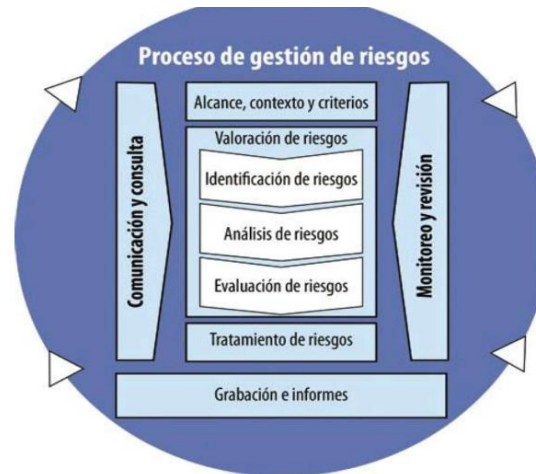 Proceso de gestión de riesgos
Alcance, contexto y criterios
Comunicación y consulta
Valoración de riesgos
Identificación de riesgos
Análisis de riesgos
Evaluación de riesgos
Monitoreo y revisión
Tratamiento de riesgos
Grabación e informes